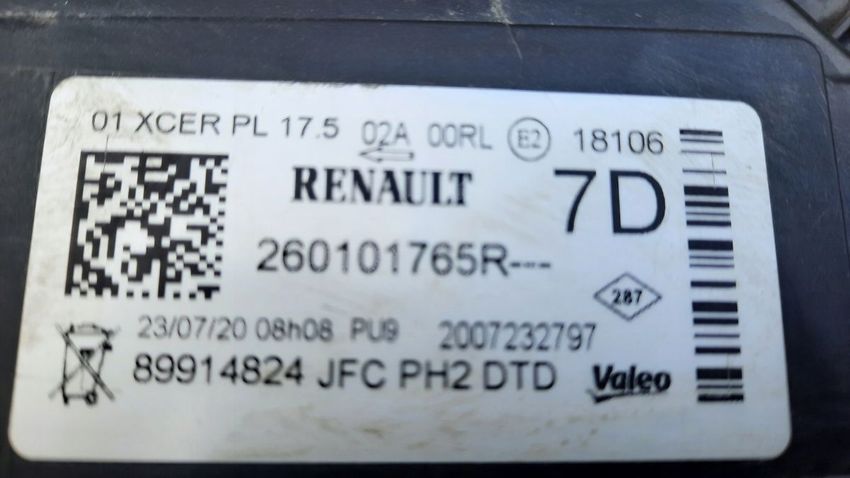 01 XCER PL 17.5 02A 00RL E2 18106
RENAULT 7D
260101765R---
287
23/07/20 08h08 PU9 2007232797
89914824 JFC PH2 DTD Valeo